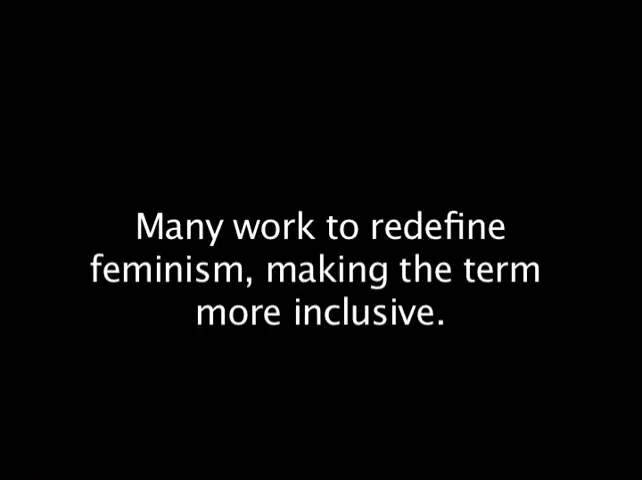 Many work to redefine
feminism, making the term
more inclusive.